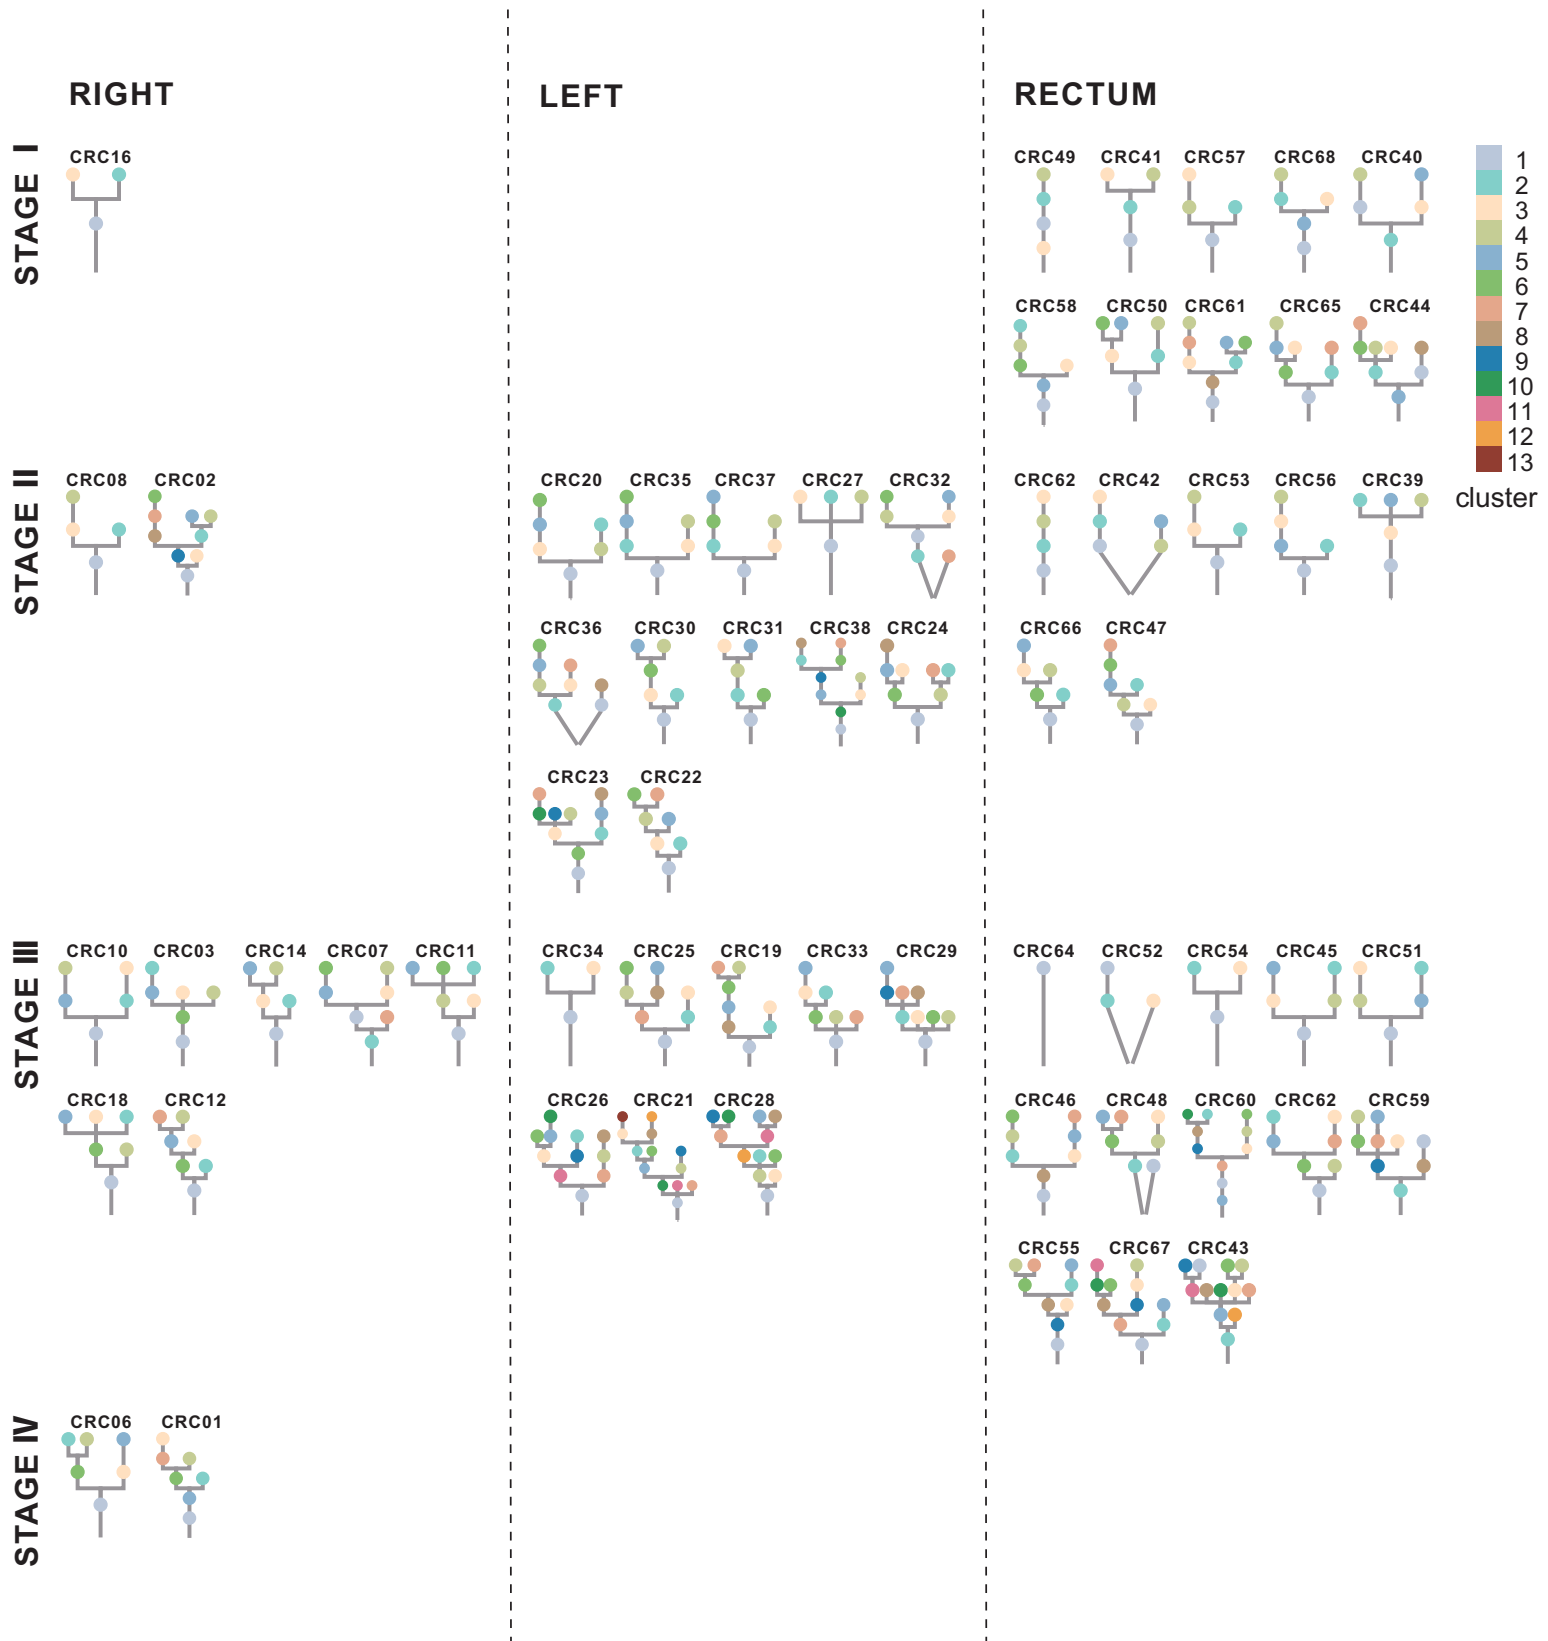 RIGHT
LEFT
RECTUM
STAGE I
CRC16
CRC49 CRC41 CRC57 CRC68 CRC40
CRC58 CRC50 CRC61 CRC65 CRC44
1
2
3
4
5
6
7
8
9
10
11
12
13
cluster
STAGE II
CRC08 CRC02
CRC20 CRC35 CRC37 CRC27 CRC32
CRC62 CRC42 CRC53 CRC56 CRC39
CRC36 CRC30 CRC31 CRC38 CRC24
CRC66 CRC47
CRC23 CRC22
STAGE III
CRC10 CRC03 CRC14 CRC07 CRC11
CRC34 CRC25 CRC19 CRC33 CRC29
CRC64 CRC52 CRC54 CRC45 CRC51
CRC18 CRC12
CRC26 CRC21 CRC28
CRC46 CRC48 CRC60 CRC62 CRC59
CRC55 CRC67 CRC43
STAGE IV
CRC06 CRC01